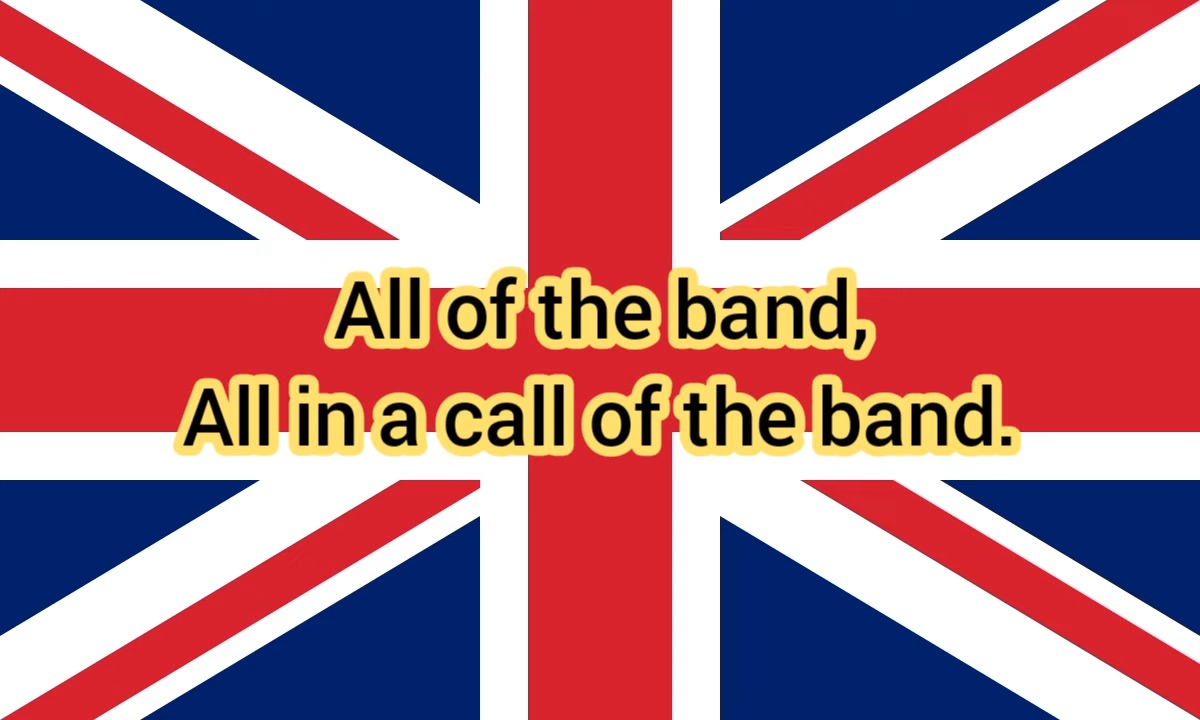 All of the band,
All in a call of the band.